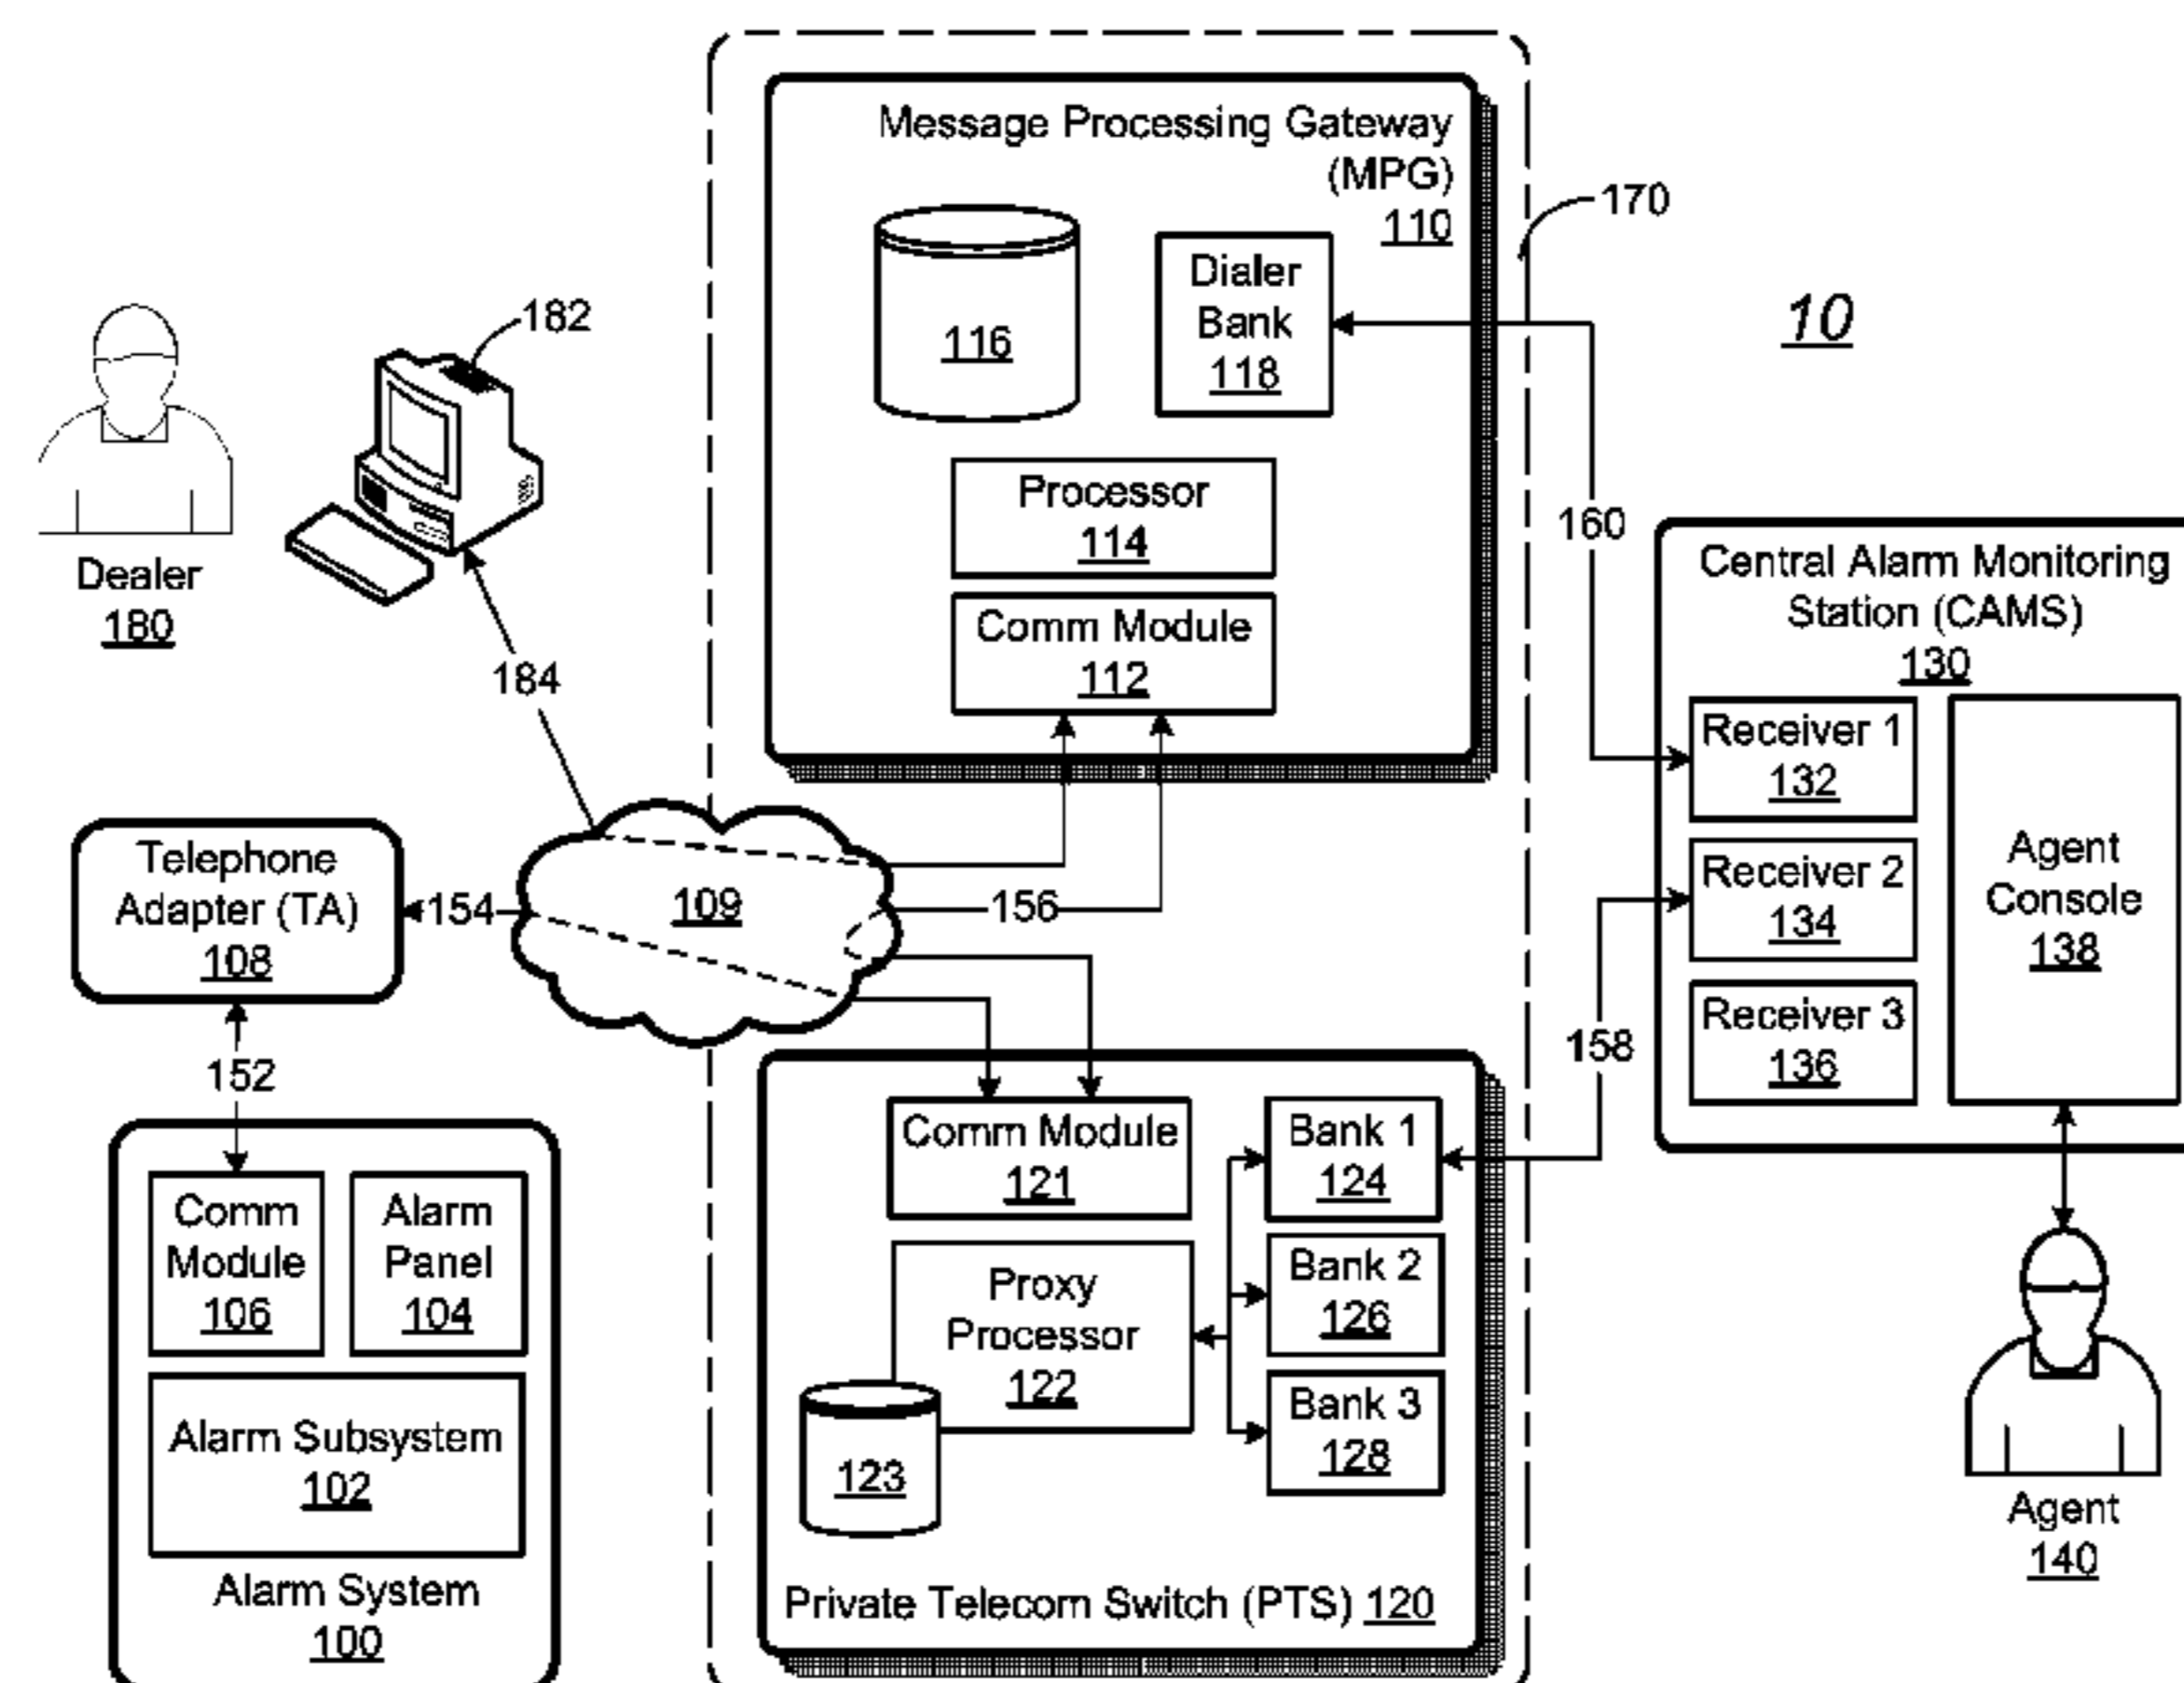 Message Processing Gateway
(MPG)
110
116
Dialer
Bank
118
Processor
114
Comm Module
112
170
10
182
Dealer
180
184
160
Central Alarm Monitoring
Station (CAMS)
130
Receiver 1
132
Receiver 2
134
Receiver 3
136
Agent
Console
138
Telephone
Adapter (TA)
108
154
109
156
152
158
Comm
Module
106
Alarm
Panel
104
Alarm Subsystem
102
Alarm System
100
Comm Module
121
Bank 1
124
Proxy
Processor
122
Bank 2
126
Bank 3
128
123
Private Telecom Switch (PTS) 120
Agent
140